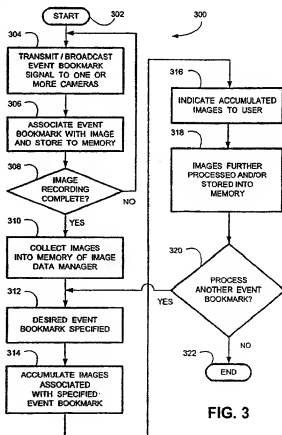 START
302
300
304
TRANSMIT / BROADCAST
EVENT BOOKMARK
SIGNAL TO ONE OR
MORE CAMERAS
306
ASSOCIATE EVENT
BOOKMARK WITH IMAGE
AND STORE TO MEMORY
308
IMAGE
RECORDING
COMPLETE?
NO
YES
310
COLLECT IMAGES
INTO MEMORY OF IMAGE
DATA MANAGER
312
DESIRED EVENT
BOOKMARK SPECIFIED
314
ACCUMULATE IMAGES
ASSOCIATED
WITH SPECIFIED
EVENT BOOKMARK
316
INDICATE ACCUMULATED
IMAGES TO USER
318
IMAGES FURTHER
PROCESSED AND/OR
STORED INTO
MEMORY
320
PROCESS
ANOTHER EVENT
BOOKMARK?
YES
NO
322
END
FIG. 3